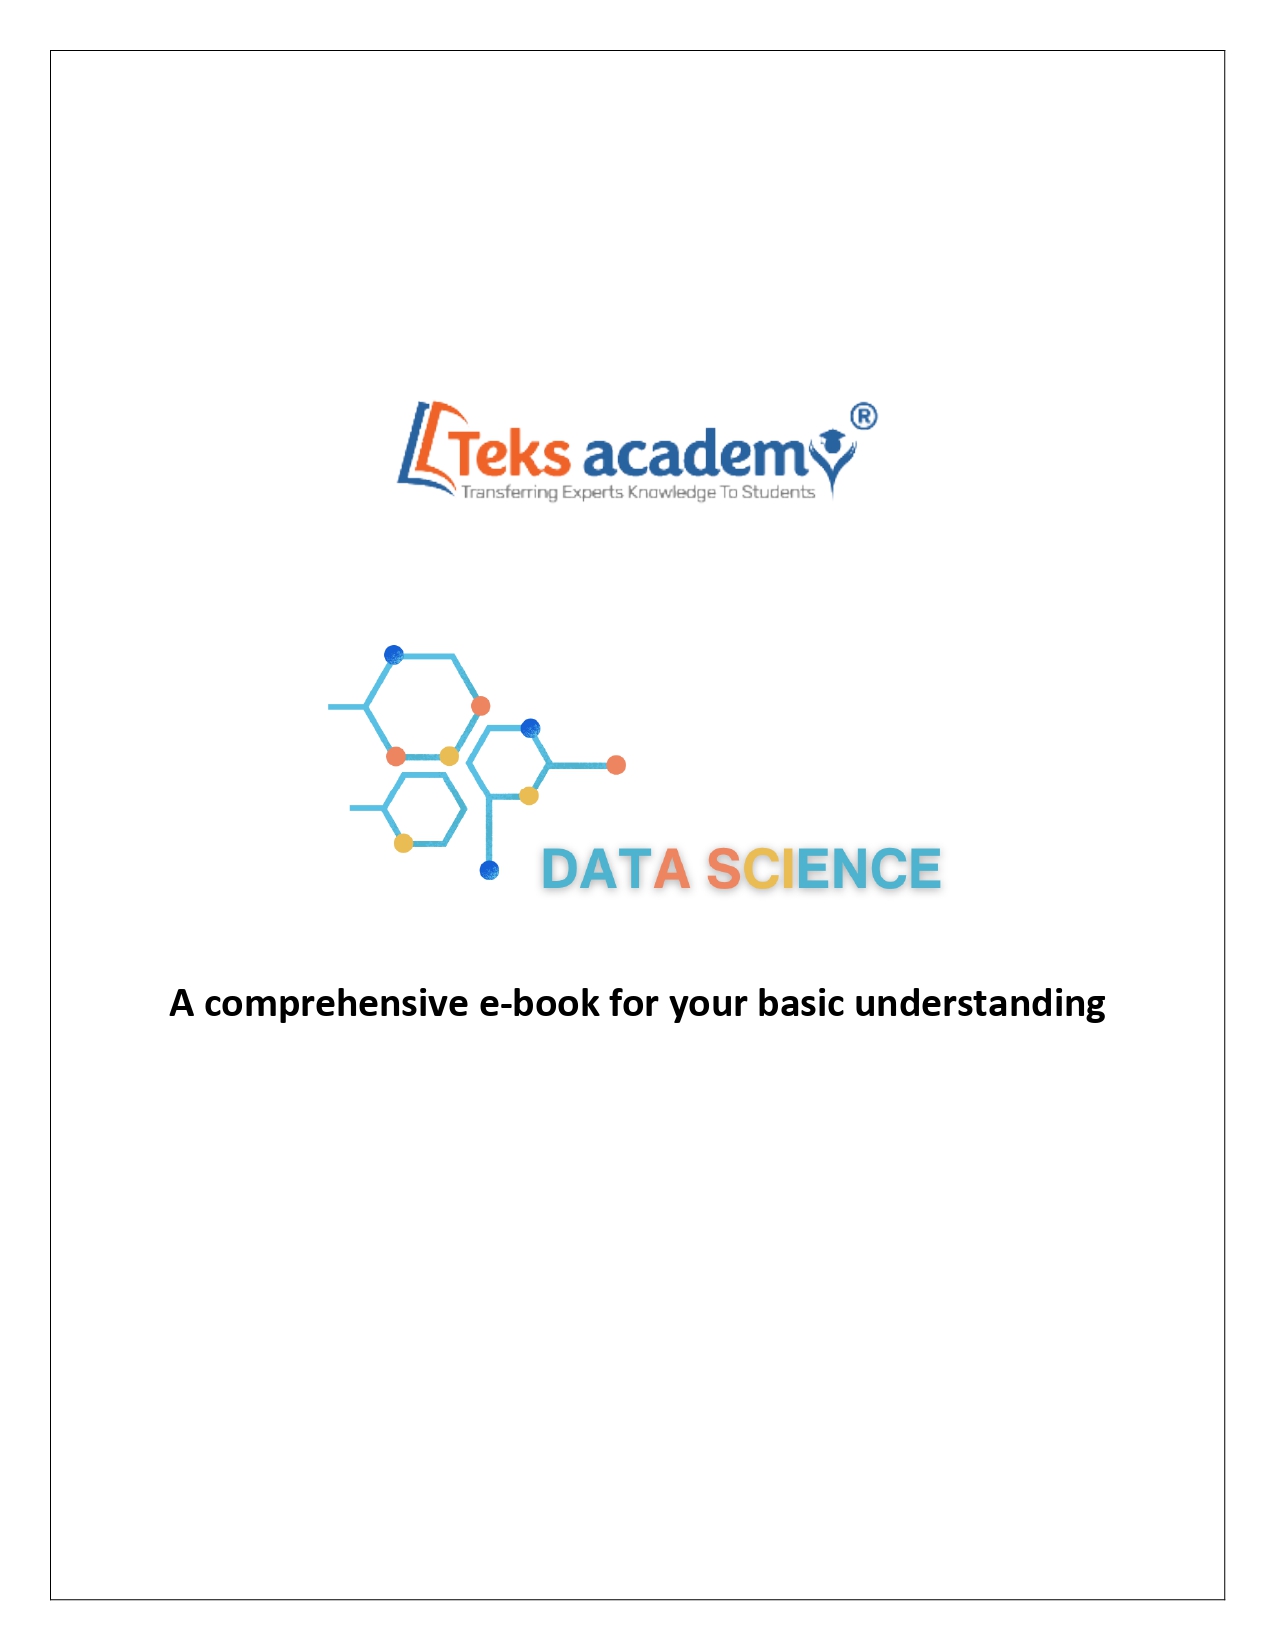 Teks academy®
Transferring Experts Knowledge To Students
DATA SCIENCE
A comprehensive e-book for your basic understanding